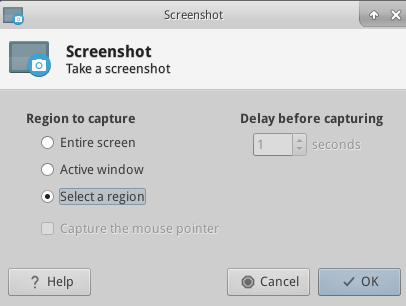 Screenshot
Screenshot
Take a screenshot
Region to capture
Delay before capturing
Entire screen
1 seconds
Active window
Select a region
Capture the mouse pointer
? Help
Cancel
OK